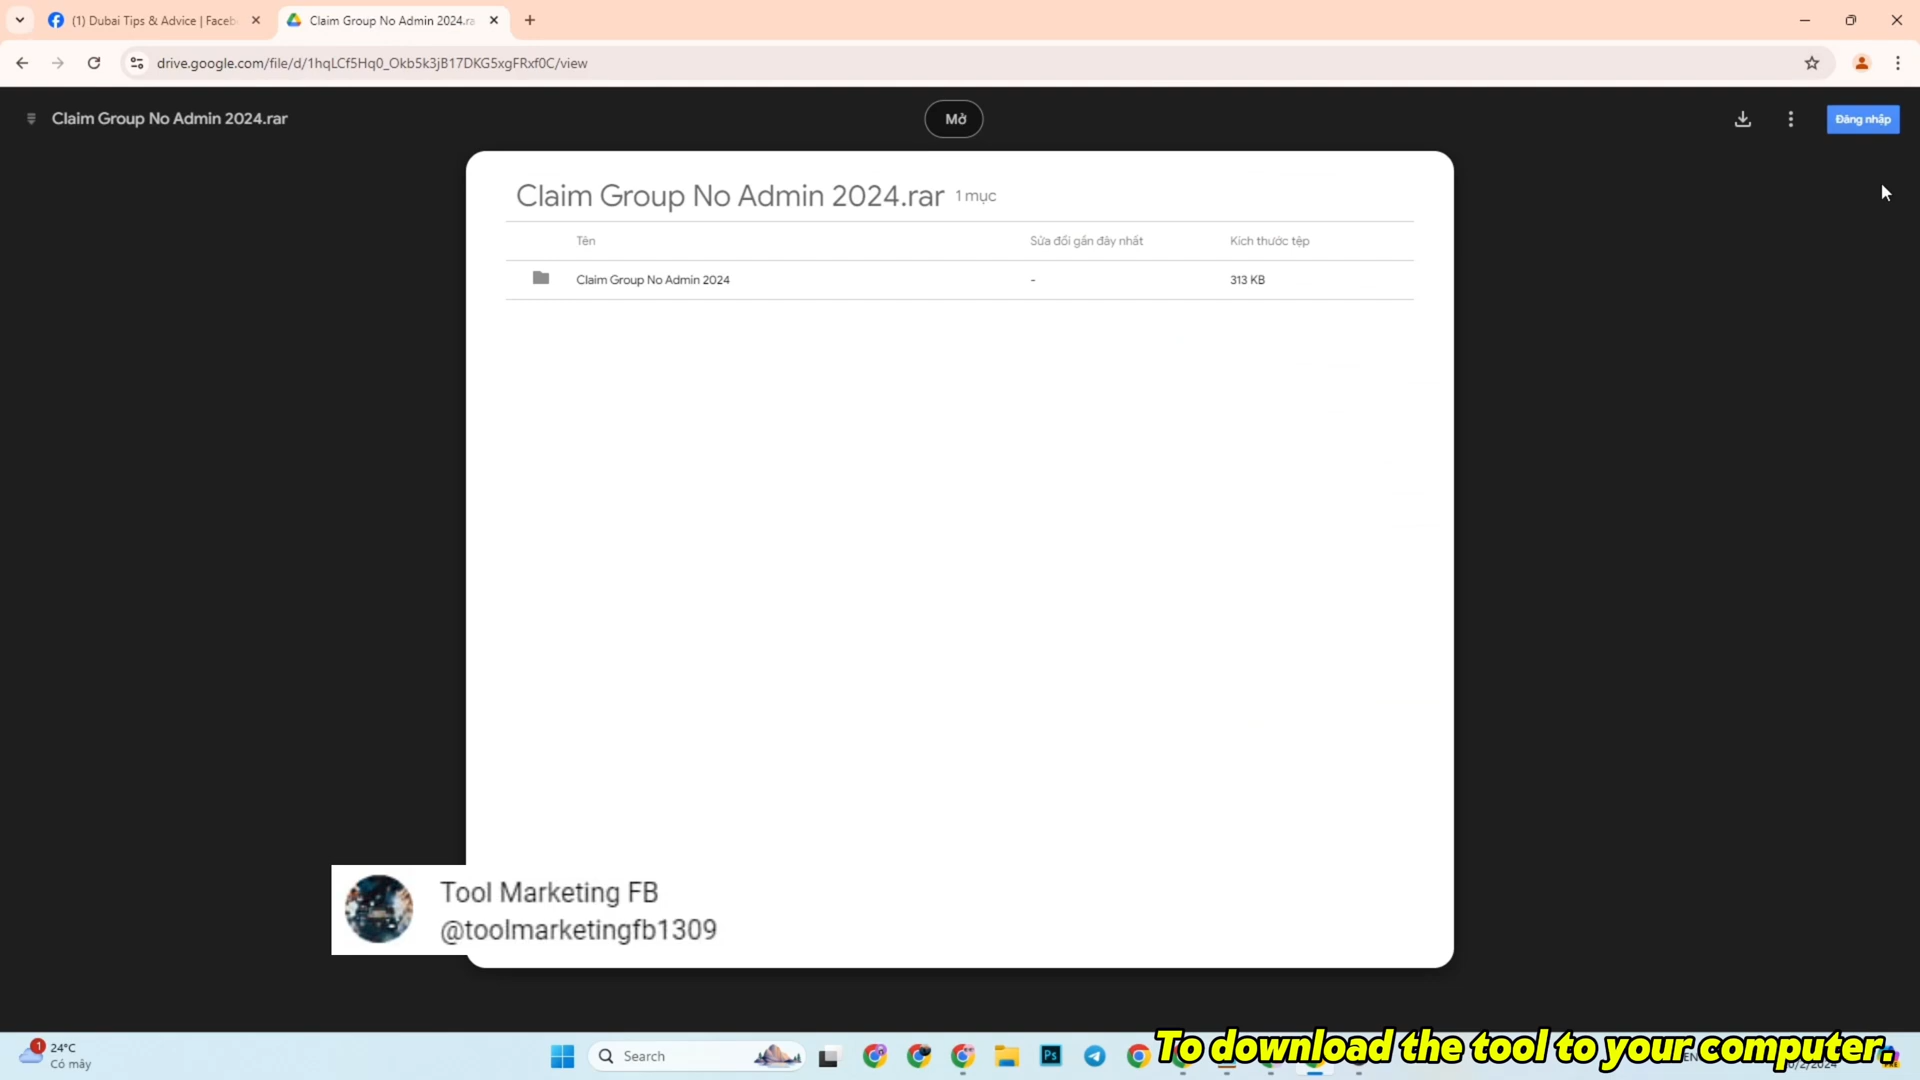 (1) Dubai Tips & Advice | Faceb
Claim Group No Admin 2024.ra
drive.google.com/file/d/1hqLCf5Hq0_Okb5k3jB17DKG5xgFRxf0C/view
Claim Group No Admin 2024.rar
Mở
Đăng nhập
Claim Group No Admin 2024.rar 1 mục
Tên
Sửa đổi gần đây nhất
Kích thước tệp
Claim Group No Admin 2024
-
313 KB
Tool Marketing FB
@toolmarketingfb1309
1
24°C
Có mây
Search
Ps
To download the tool to your computer.